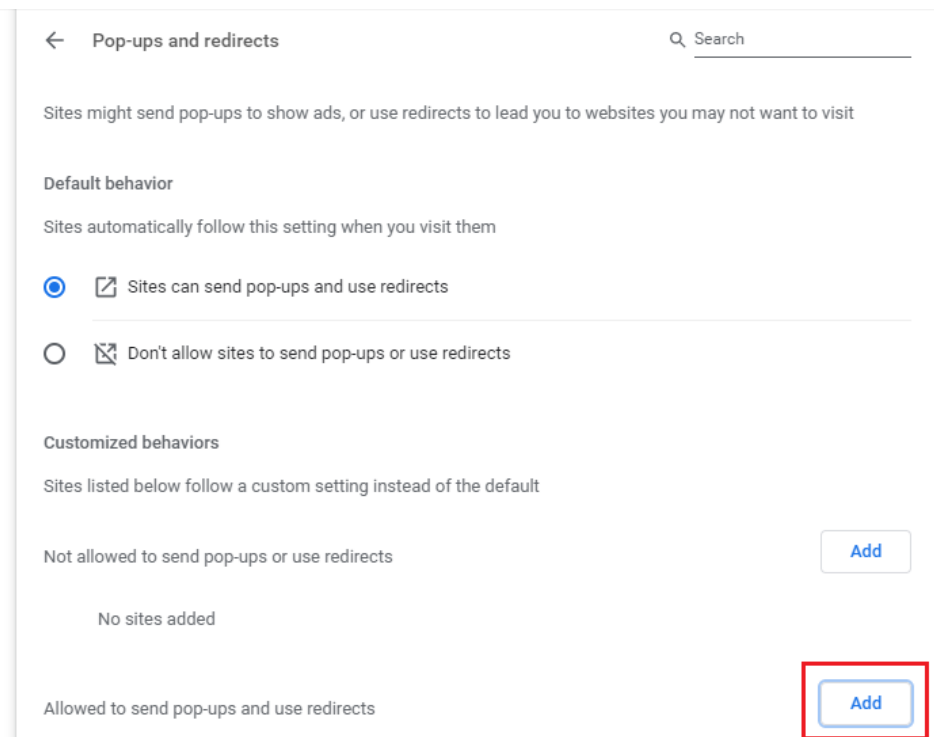 Pop-ups and redirects
Search
Sites might send pop-ups to show ads, or use redirects to lead you to websites you may not want to visit
Default behavior
Sites automatically follow this setting when you visit them
Sites can send pop-ups and use redirects
Don't allow sites to send pop-ups or use redirects
Customized behaviors
Sites listed below follow a custom setting instead of the default
Not allowed to send pop-ups or use redirects
Add
No sites added
Allowed to send pop-ups and use redirects
Add